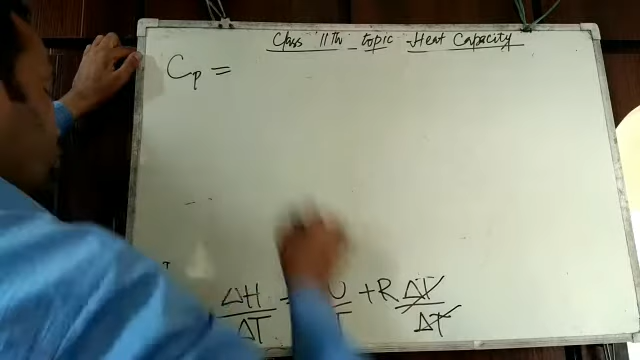 Class 11th topic Heat Capacity
Cp =
ΔH U + R ΔT
ΔT T ΔT